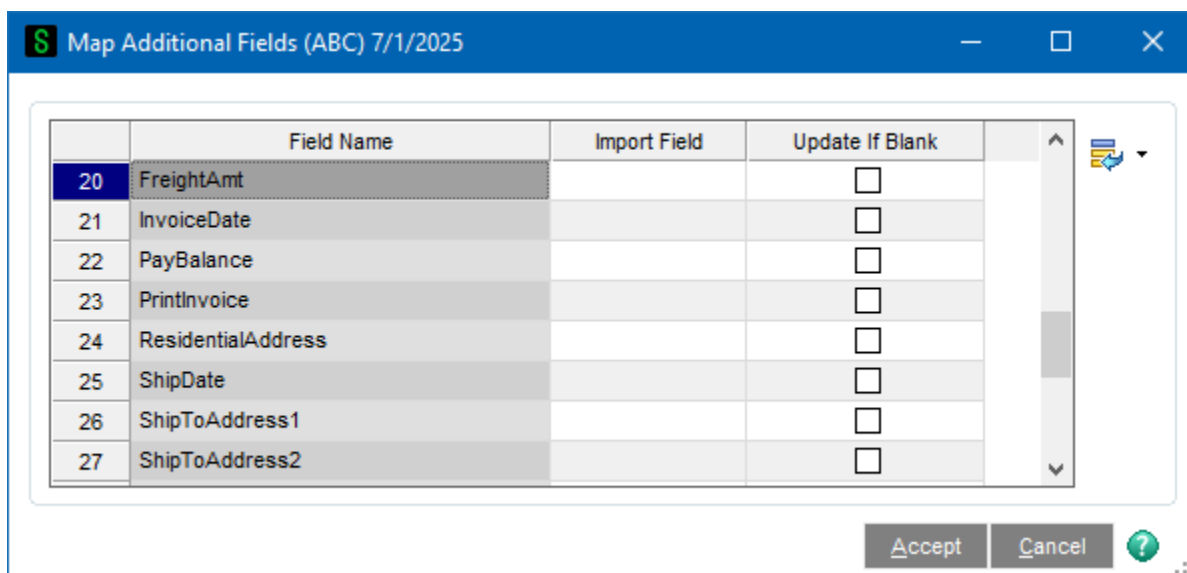 S Map Additional Fields (ABC) 7/1/2025
Field Name Import Field Update If Blank
20 FreightAmt
21 InvoiceDate
22 PayBalance
23 PrintInvoice
24 ResidentialAddress
25 ShipDate
26 ShipToAddress1
27 ShipToAddress2
Accept Cancel ?